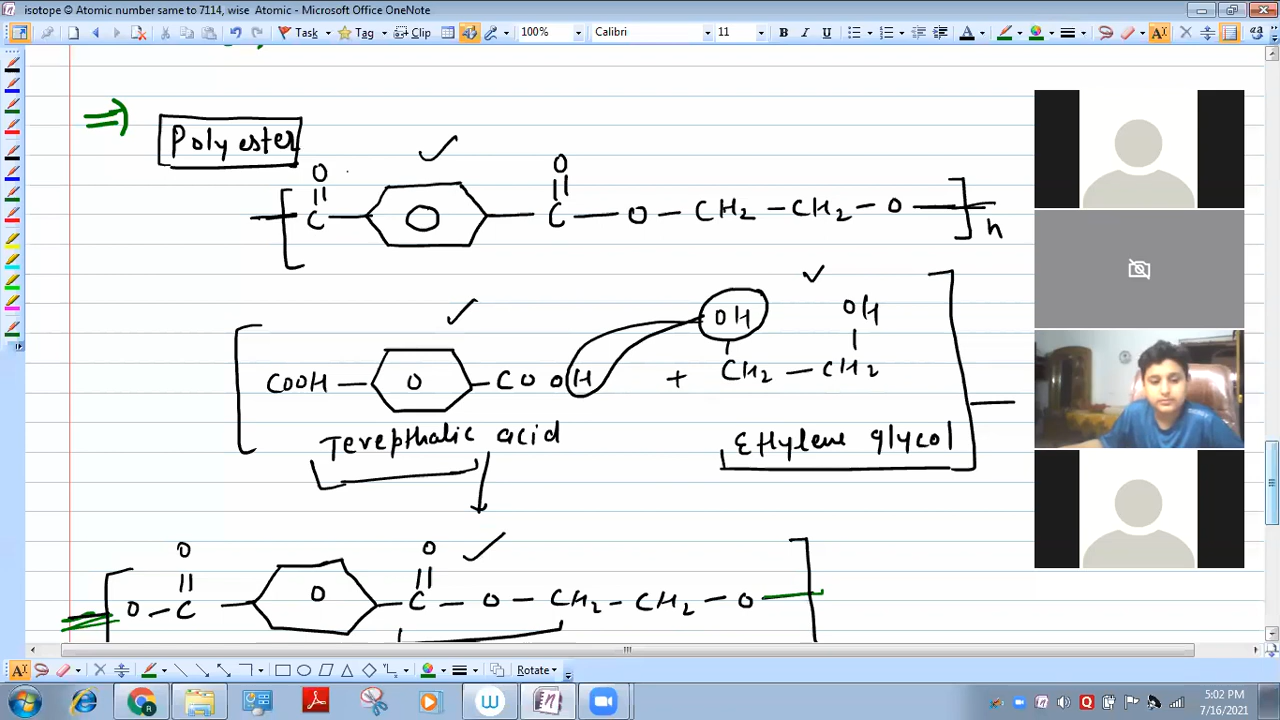 isotope © Atomic number same to 7114, wise Atomic - Microsoft Office OneNote
Task Tag Clip 100% Calibri 11 B I U
Polyester
O O
C O C O CH2 CH2 O n
OH OH
COOH O C O O H + CH2 CH2
Terepthalic acid Ethylene glycol
O O
O C O C O CH2 CH2 O
Rotate
5:02 PM
7/16/2021